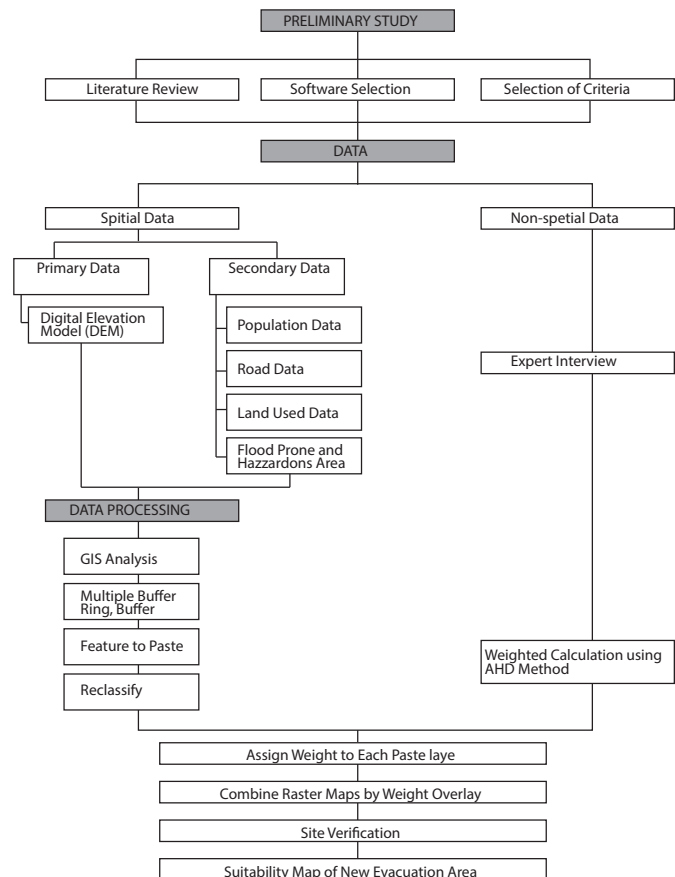 PRELIMINARY STUDY
Literature Review
Software Selection
Selection of Criteria
DATA
Spitial Data
Non-spetial Data
Primary Data
Secondary Data
Digital Elevation
Model (DEM)
Population Data
Road Data
Land Used Data
Flood Prone and
Hazzardons Area
Expert Interview
DATA PROCESSING
GIS Analysis
Multiple Buffer
Ring, Buffer
Feature to Paste
Reclassify
Weighted Calculation using
AHD Method
Assign Weight to Each Paste laye
Combine Raster Maps by Weight Overlay
Site Verification
Suitability Map of New Evacuation Area